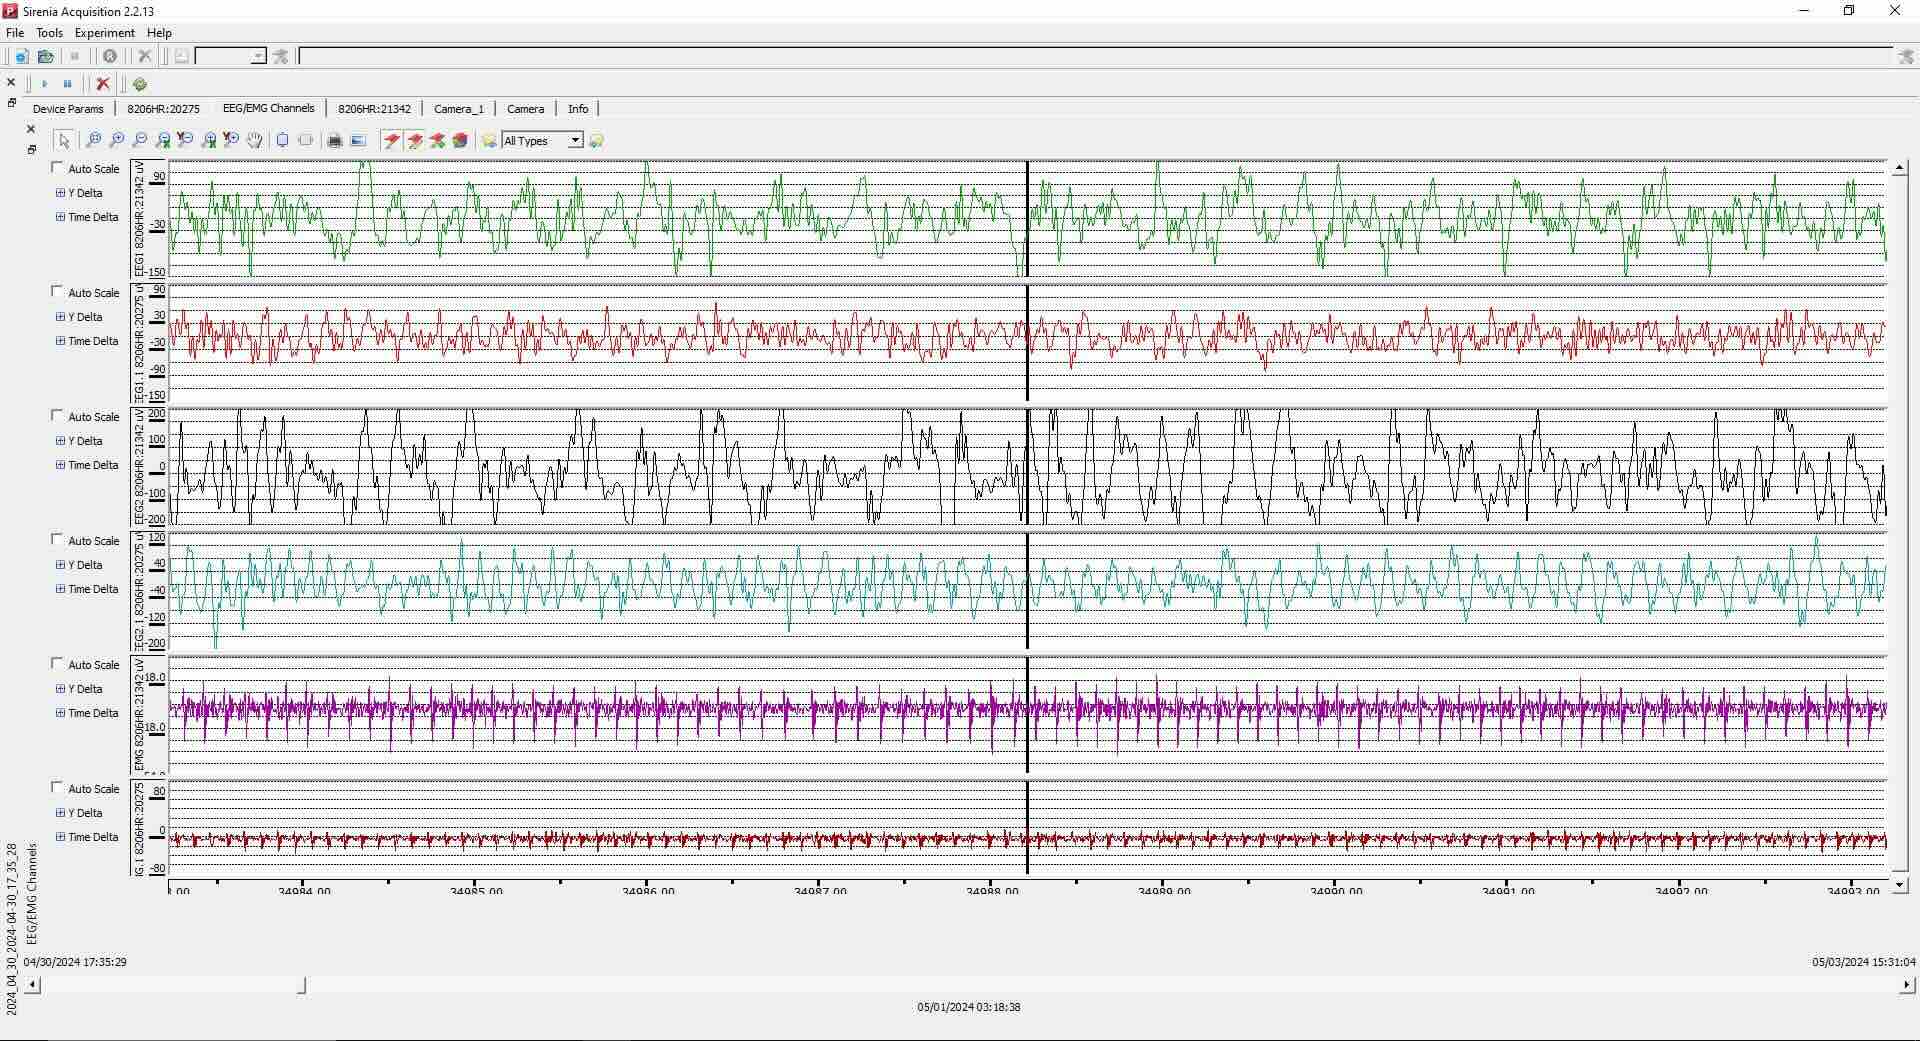 Sirenia Acquisition 2.2.13
File Tools Experiment Help
Device Params 8206HR:20275 EEG/EMG Channels 8206HR:21342 Camera_1 Camera Info
All Types
Auto Scale
Y Delta
Time Delta
EEG1 8206HR:21342 uV
90
-30
-150
Auto Scale
Y Delta
Time Delta
EEG1.1 8206HR:20275 uV
90
30
-30
-90
-150
Auto Scale
Y Delta
Time Delta
EEG2 8206HR:21342 uV
200
100
0
-100
-200
Auto Scale
Y Delta
Time Delta
EEG2.1 8206HR:20275 uV
120
40
-40
-120
-200
Auto Scale
Y Delta
Time Delta
EMG 8206HR:21342 uV
18.0
18.0
Auto Scale
Y Delta
Time Delta
8206HR:20275
80
0
-80
34984.00 34985.00 34986.00 34987.00 34988.00 34989.00 34990.00 34991.00 34992.00 34993.00
2024_04_30_2024-04-30_17_35_28
EEG/EMG Channels
04/30/2024 17:35:29
05/03/2024 15:31:04
05/01/2024 03:18:38